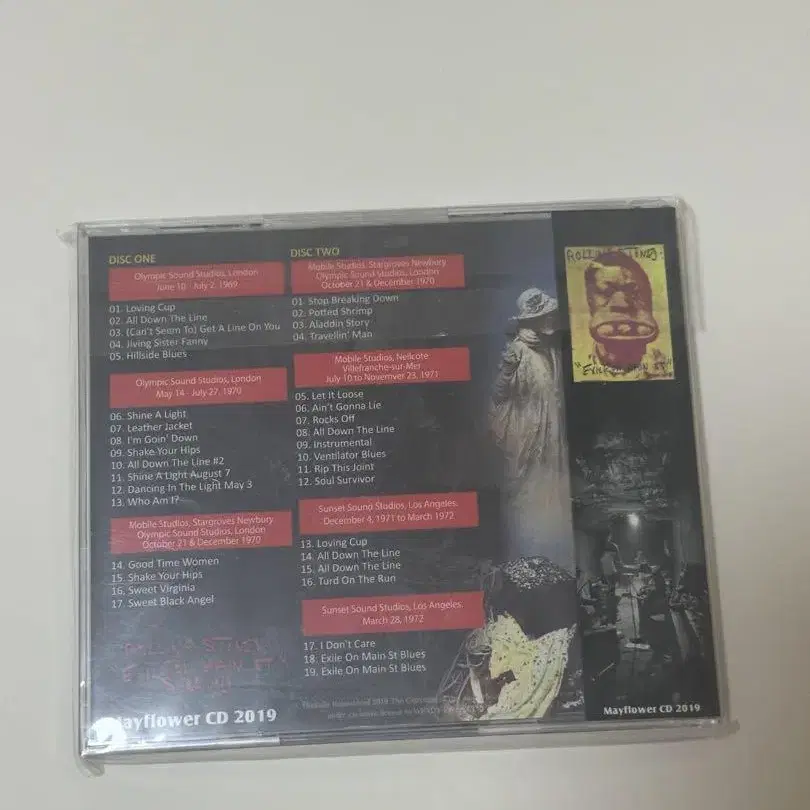 DISC ONE
Olympic Sound Studios, London
June 10 - July 2, 1969
01. Loving Cup
02. All Down The Line
03. (Can't Seem To) Get A Line On You
04. Jiving Sister Fanny
05. Hillside Blues
Olympic Sound Studios, London
May 14 - July 27, 1970
06. Shine A Light
07. Leather Jacket
08. I'm Goin' Down
09. Shake Your Hips
10. All Down The Line #2
11. Shine A Light August 7
12. Dancing In The Light May 3
13. Who Am I?
Mobile Studios, Stargroves Newbury
Olympic Sound Studios, London
October 21 & December 1970
14. Good Time Women
15. Shake Your Hips
16. Sweet Virginia
17. Sweet Black Angel
ROLLING STONES
MAIN ST
Mayflower CD 2019
DISC TWO
Mobile Studios, Stargroves Newbury
Olympic Sound Studios, London
October 21 & December 1970
01. Stop Breaking Down
02. Potted Shrimp
03. Aladdin Story
04. Travellin' Man
Mobile Studios, Nellcote
Villefranche-sur-Mer
July 10 to Novemver 23, 1971
05. Let It Loose
06. Ain't Gonna Lie
07. Rocks Off
08. All Down The Line
09. Instrumental
10. Ventilator Blues
11. Rip This Joint
12. Soul Survivor
Sunset Sound Studios, Los Angeles.
December 4, 1971 to March 1972
13. Loving Cup
14. All Down The Line
15. All Down The Line
16. Turd On The Run
Sunset Sound Studios, Los Angeles.
March 28, 1972
17. I Don't Care
18. Exile On Main St Blues
19. Exile On Main St Blues
ROLLING STONES:
"EXILE ON MAIN ST"
Mayflower CD 2019